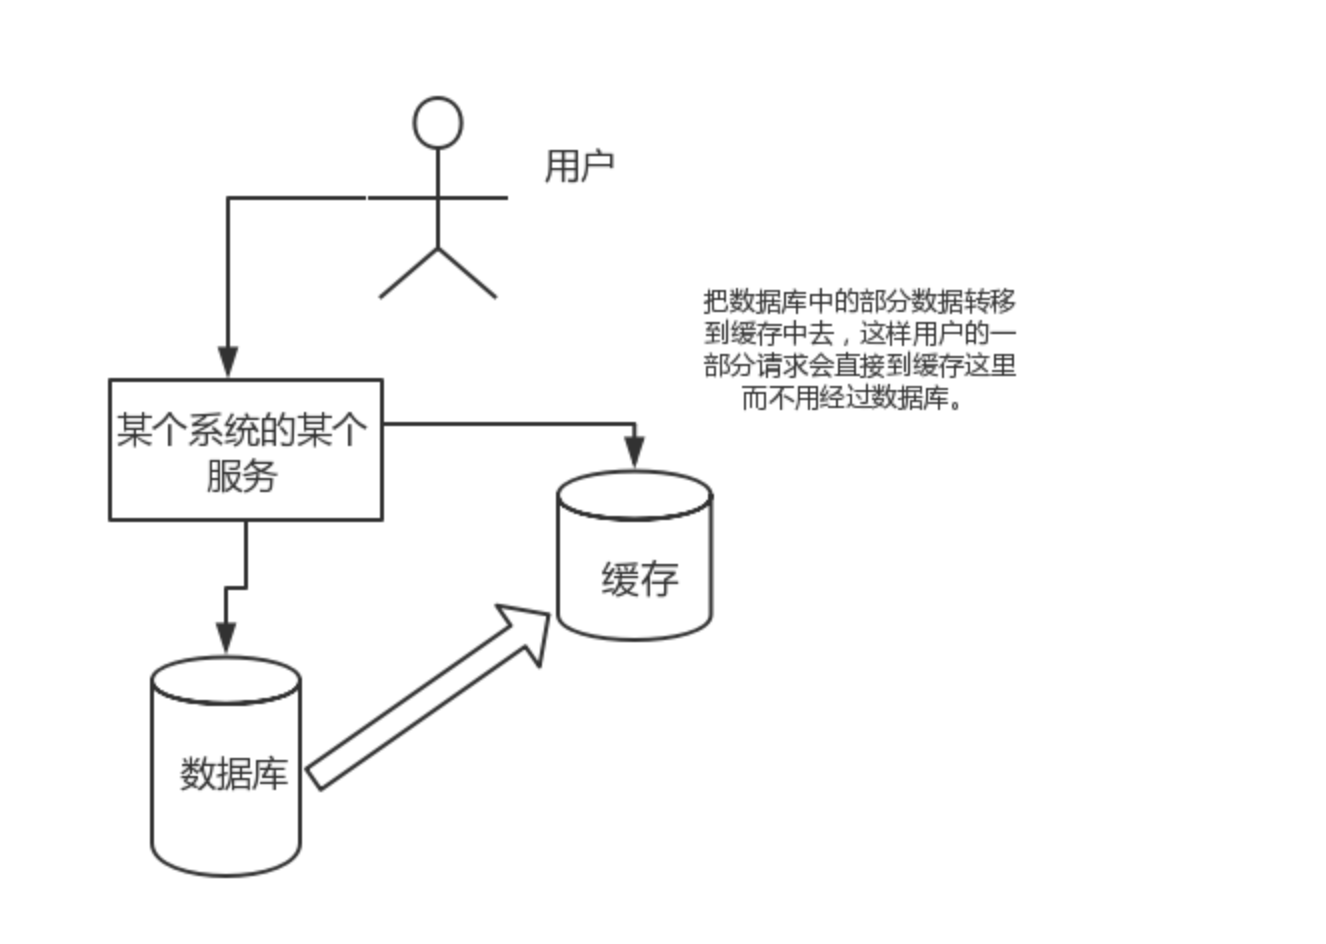 用户
把数据库中的部分数据转移
到缓存中去，这样用户的一
部分请求会直接到缓存这里
而不用经过数据库。
某个系统的某个
服务
缓存
数据库